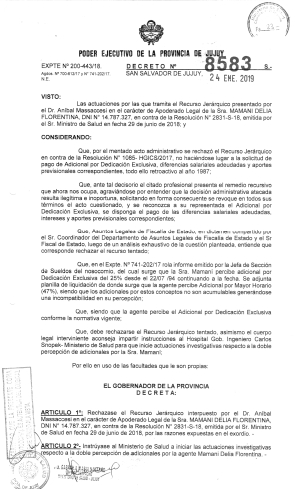 PODER EJECUTIVO DE LA PROVINCIA DE JUJUY
EXPTE Nº 200-443/18.
DECRETO Nº 8583 S.-
Agdos. Nº 700-613/17 y Nº 741-202/17.
N.E.
SAN SALVADOR DE JUJUY, 24 ENE. 2019
VISTO:
Las actuaciones por las que tramita el Recurso Jerárquico presentado por
el Dr. Aníbal Massaccesi en el carácter de Apoderado Legal de la Sra. MAMANI DELIA
FLORENTINA, DNI Nº 14.787.327, en contra de la Resolución Nº 2831-S-18, emitida por
el Sr. Ministro de Salud en fecha 29 de junio de 2018; y
CONSIDERANDO:
Que, por el mentado acto administrativo se rechazó el Recurso Jerárquico
en contra de la Resolución Nº 1085- HGICS/2017, no haciéndose lugar a la solicitud de
pago de Adicional por Dedicación Exclusiva, diferencias salariales adeudadas y aportes
previsionales correspondientes, todo ello retroactivo al año 1987;
Que, ante tal decisorio el citado profesional presenta el remedio recursivo
que ahora nos ocupa, agraviándose por entender que la decisión administrativa atacada
resulta ilegítima e inoportuna, solicitando en forma consecuente se revoque en todos sus
términos el acto cuestionado, y se reconozca a su representada el Adicional por
Dedicación Exclusiva, se disponga el pago de las diferencias salariales adeudadas,
intereses y aportes previsionales correspondientes;
Que, Asuntos Legales de Fiscalía de Estado, en dictamen compartido por
el Sr. Coordinador del Departamento de Asuntos Legales de Fiscalía de Estado y el Sr
Fiscal de Estado, luego de un análisis exhaustivo de la cuestión planteada, entiende que
corresponde rechazar el recurso tentado;
Que, en el Expte. Nº 741-202/17 rola informe emitido por la Jefa de Sección
de Sueldos del nosocomio, del cual surge que la Sra. Mamaní percibe adicional por
Dedicación Exclusiva del 25% desde el 22/07 /94 continuando a la fecha. Se adjunta
planilla de liquidación de donde surge que la agente percibe Adicional por Mayor Horario
(47%), siendo que los adicionales por estos conceptos no son acumulables generándose
una incompatibilidad en su percepción;
Que, siendo que la agente percibe el Adicional por Dedicación Exclusiva
conforme la normativa vigente;
Que, debe rechazarse el Recurso Jerárquico tentado, asimismo el cuerpo
legal interviniente aconseja impartir instrucciones al Hospital Gob. Ingeniero Carlos
Snopek- Ministerio de Salud para que inicie actuaciones investigativas respecto a la doble
percepción de adicionales por la Sra. Mamaní;
Por ello en uso de las facultades que le son propias:
EL GOBERNADOR DE LA PROVINCIA
D E C R E T A:
ARTICULO 1º: Rechazase el Recurso Jerárquico interpuesto por el Dr. Aníbal
Massaccesi en el carácter de Apoderado Legal de la Sra. MAMANI DELIA FLORENTINA,
DNI Nº 14.787.327, en contra de la Resolución Nº 2831-S-18, emitida por el Sr. Ministro
de Salud en fecha 29 de junio de 2018, por las razones expuestas en el exordio.-
ARTICULO 2º- Instrúyase al Ministerio de Salud a iniciar las actuaciones investigativas
respecto a la doble percepción de adicionales por la agente Mamani Delia Florentina.-